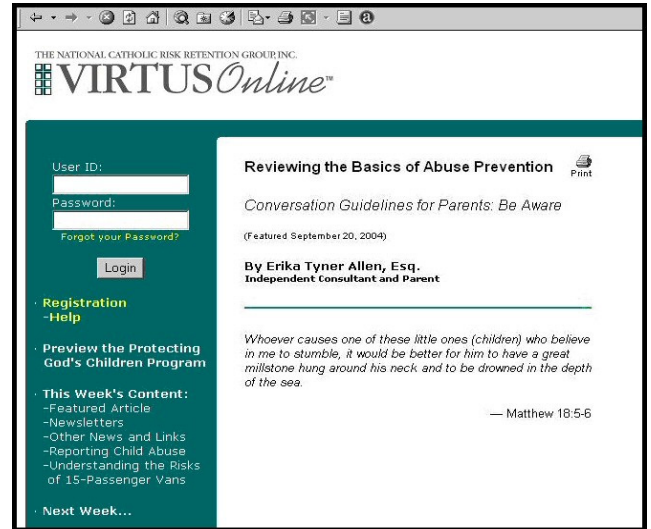 THE NATIONAL CATHOLIC RISK RETENTION GROUP, INC.
VIRTUS Online™
User ID:
Password:
Forgot your Password?
Login
· Registration
-Help
· Preview the Protecting
God's Children Program
· This Week's Content:
-Featured Article
-Newsletters
-Other News and Links
-Reporting Child Abuse
-Understanding the Risks
of 15-Passenger Vans
· Next Week...
Reviewing the Basics of Abuse Prevention
Print
Conversation Guidelines for Parents: Be Aware
(Featured September 20, 2004)
By Erika Tyner Allen, Esq.
Independent Consultant and Parent
Whoever causes one of these little ones (children) who believe
in me to stumble, it would be better for him to have a great
millstone hung around his neck and to be drowned in the depth
of the sea.
— Matthew 18:5-6